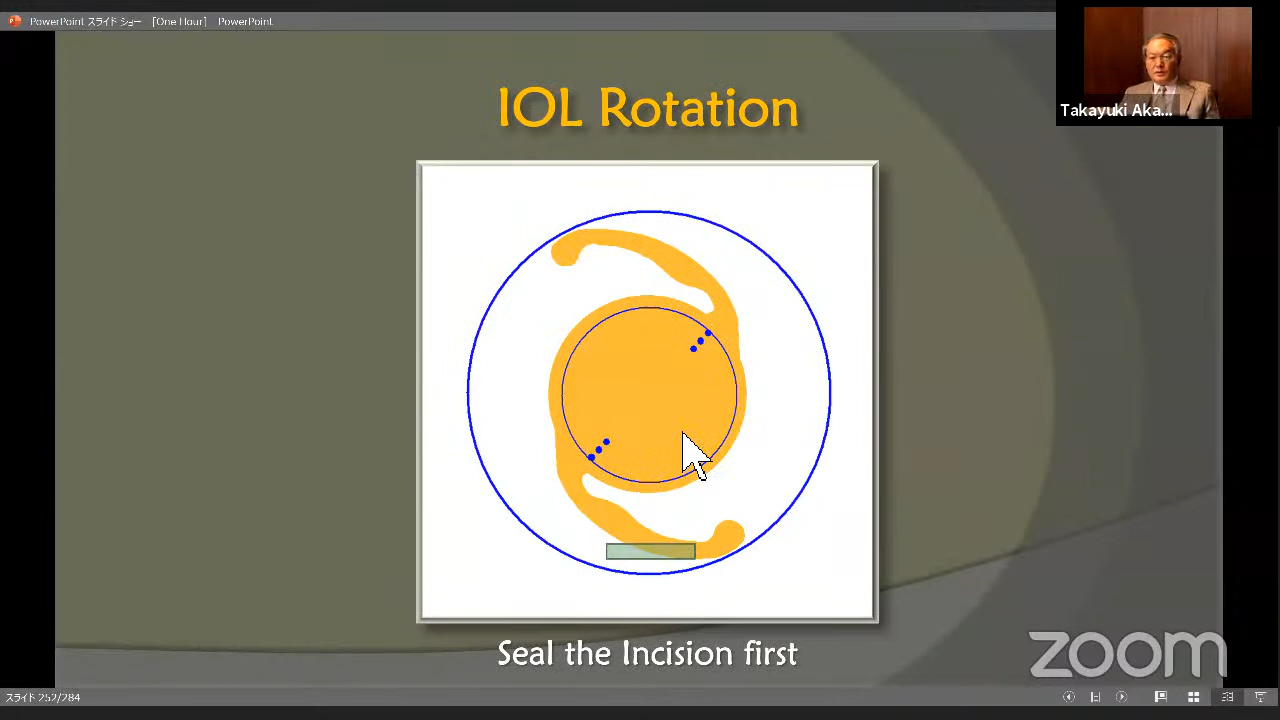 PowerPoint スライド ショー  [One Hour]  PowerPoint
Takayuki Aka...
IOL Rotation
Seal the Incision first
zoom
スライド 252/284